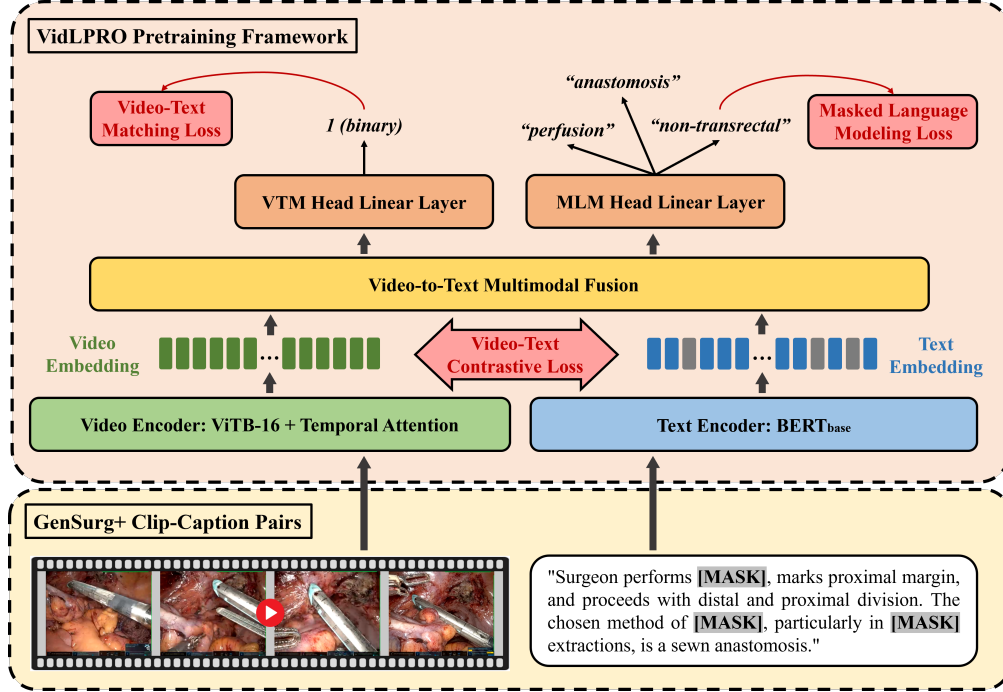 VidLPRO Pretraining Framework
“anastomosis”
Video-Text
Matching Loss
1 (binary)
“perfusion”
“non-transrectal”
Masked Language
Modeling Loss
VTM Head Linear Layer
MLM Head Linear Layer
Video-to-Text Multimodal Fusion
Video
Embedding
...
Video-Text
Contrastive Loss
...
Text
Embedding
Video Encoder: ViTB-16 + Temporal Attention
Text Encoder: BERTbase
GenSurg+ Clip-Caption Pairs
"Surgeon performs [MASK], marks proximal margin,
and proceeds with distal and proximal division. The
chosen method of [MASK], particularly in [MASK]
extractions, is a sewn anastomosis."